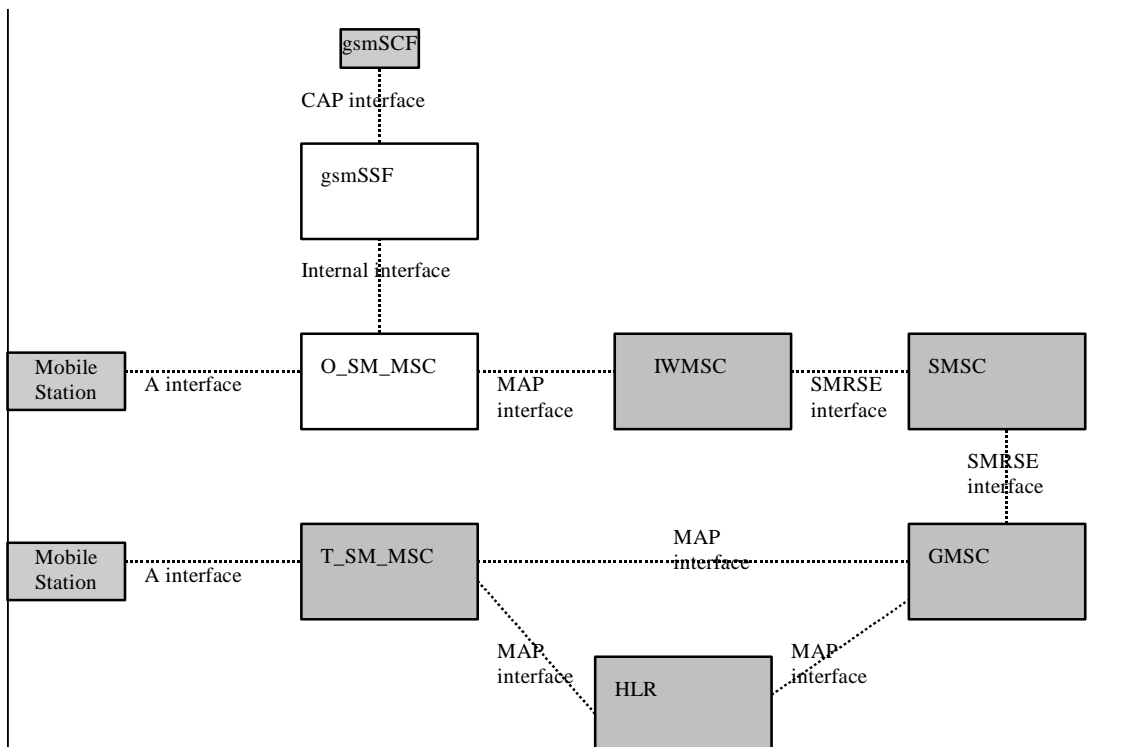 gsmSCF
CAP interface
gsmSSF
Internal interface
Mobile
Station
A interface
O_SM_MSC
MAP
interface
IWMSC
SMRSE
interface
SMSC
SMRSE
interface
Mobile
Station
A interface
T_SM_MSC
MAP
interface
GMSC
MAP
interface
HLR
MAP
interface